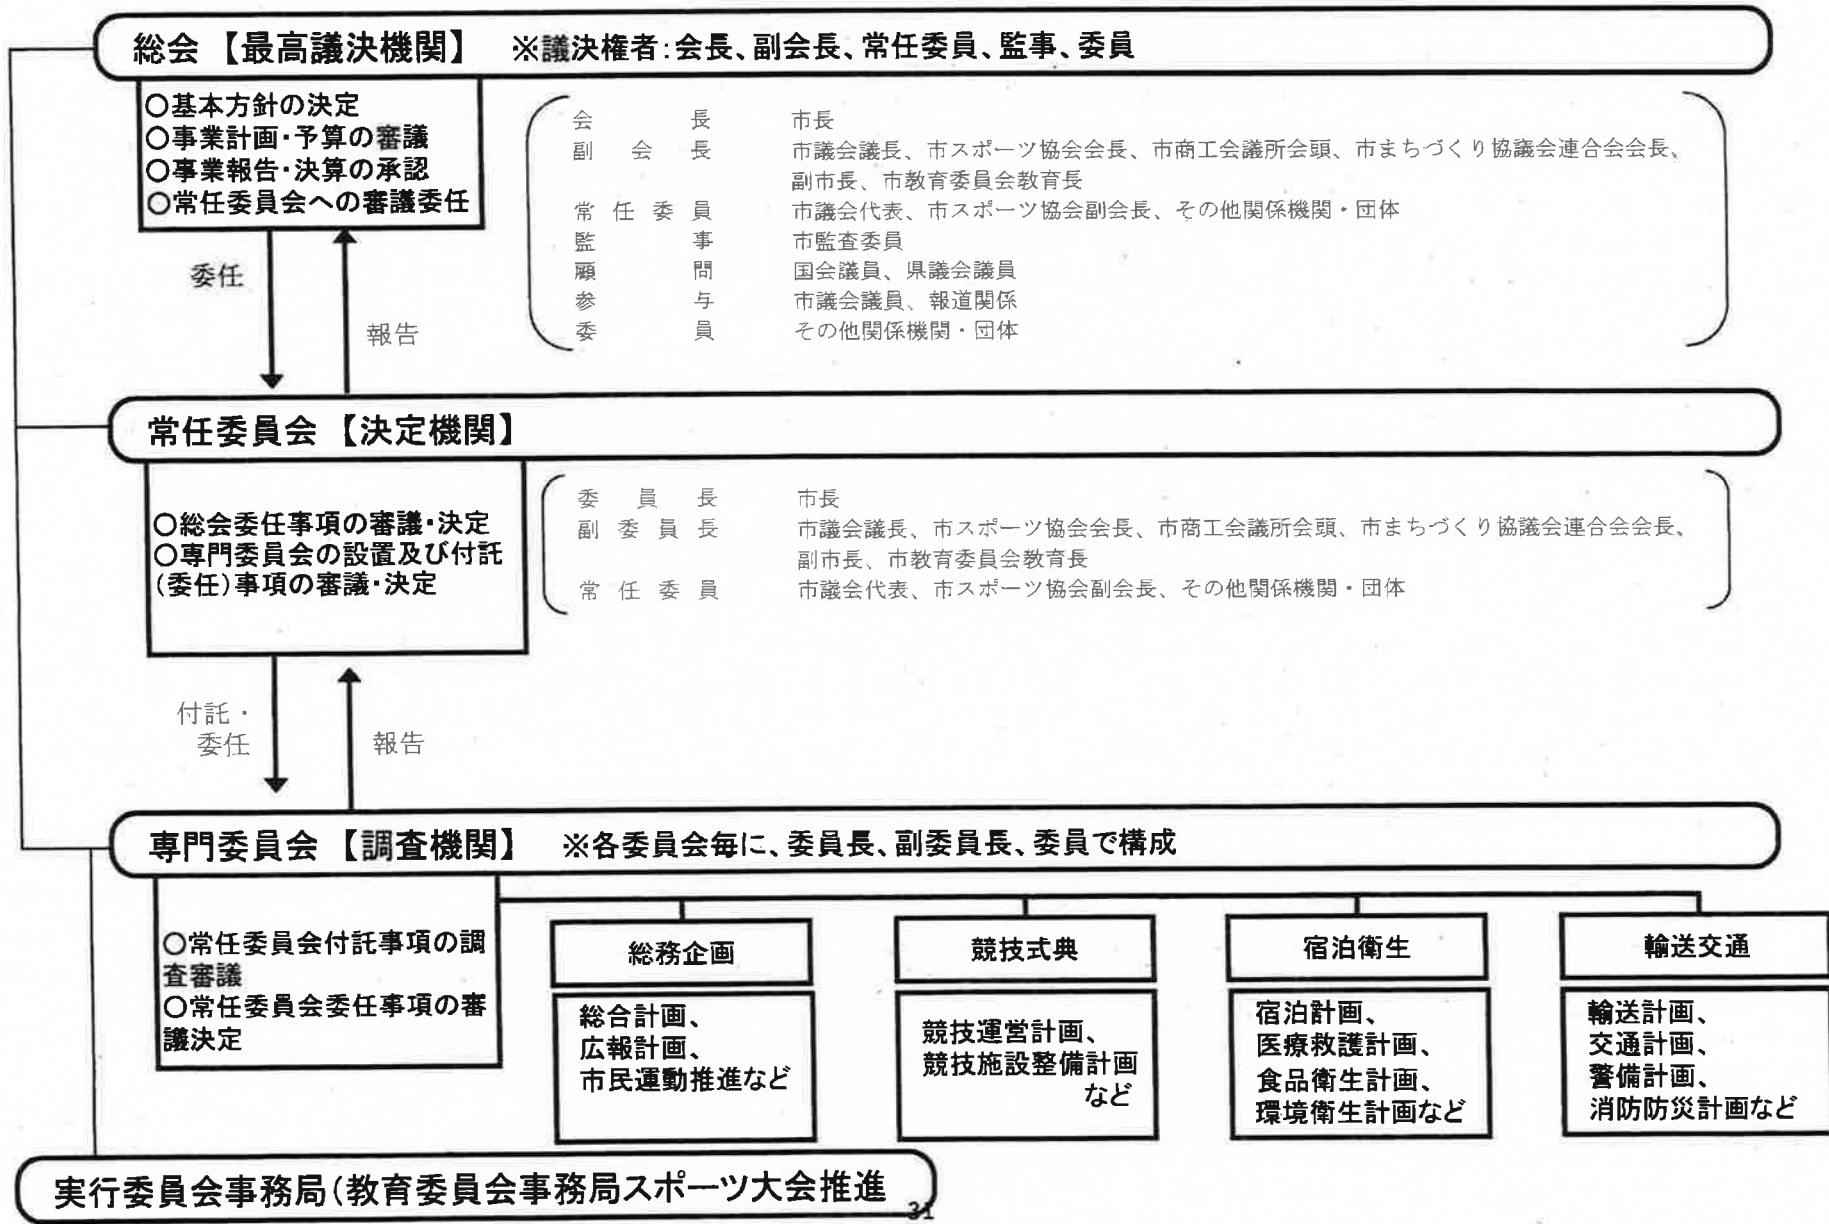 総会【最高議決機関】　※議決権者:会長、副会長、常任委員、監事、委員
○基本方針の決定
○事業計画・予算の審議
○事業報告・決算の承認
○常任委員会への審議委任
会長　市長
副会長　市議会議長、市スポーツ協会会長、市商工会議所会頭、市まちづくり協議会連合会会長、
副市長、市教育委員会教育長
常任委員　市議会代表、市スポーツ協会副会長、その他関係機関・団体
監事　市監査委員
顧問　国会議員、県議会議員
参与　市議会議員、報道関係
委員　その他関係機関・団体
委任
報告
常任委員会【決定機関】
○総会委任事項の審議・決定
○専門委員会の設置及び付託
(委任)事項の審議・決定
委員長　市長
副委員長　市議会議長、市スポーツ協会会長、市商工会議所会頭、市まちづくり協議会連合会会長、
副市長、市教育委員会教育長
常任委員　市議会代表、市スポーツ協会副会長、その他関係機関・団体
付託・
委任
報告
専門委員会【調査機関】　※各委員会毎に、委員長、副委員長、委員で構成
○常任委員会付託事項の調
査審議
○常任委員会委任事項の審
議決定
総務企画
総合計画、
広報計画、
市民運動推進など
競技式典
競技運営計画、
競技施設整備計画
など
宿泊衛生
宿泊計画、
医療救護計画、
食品衛生計画、
環境衛生計画など
輸送交通
輸送計画、
交通計画、
警備計画、
消防防災計画など
実行委員会事務局(教育委員会事務局スポーツ大会推進
31